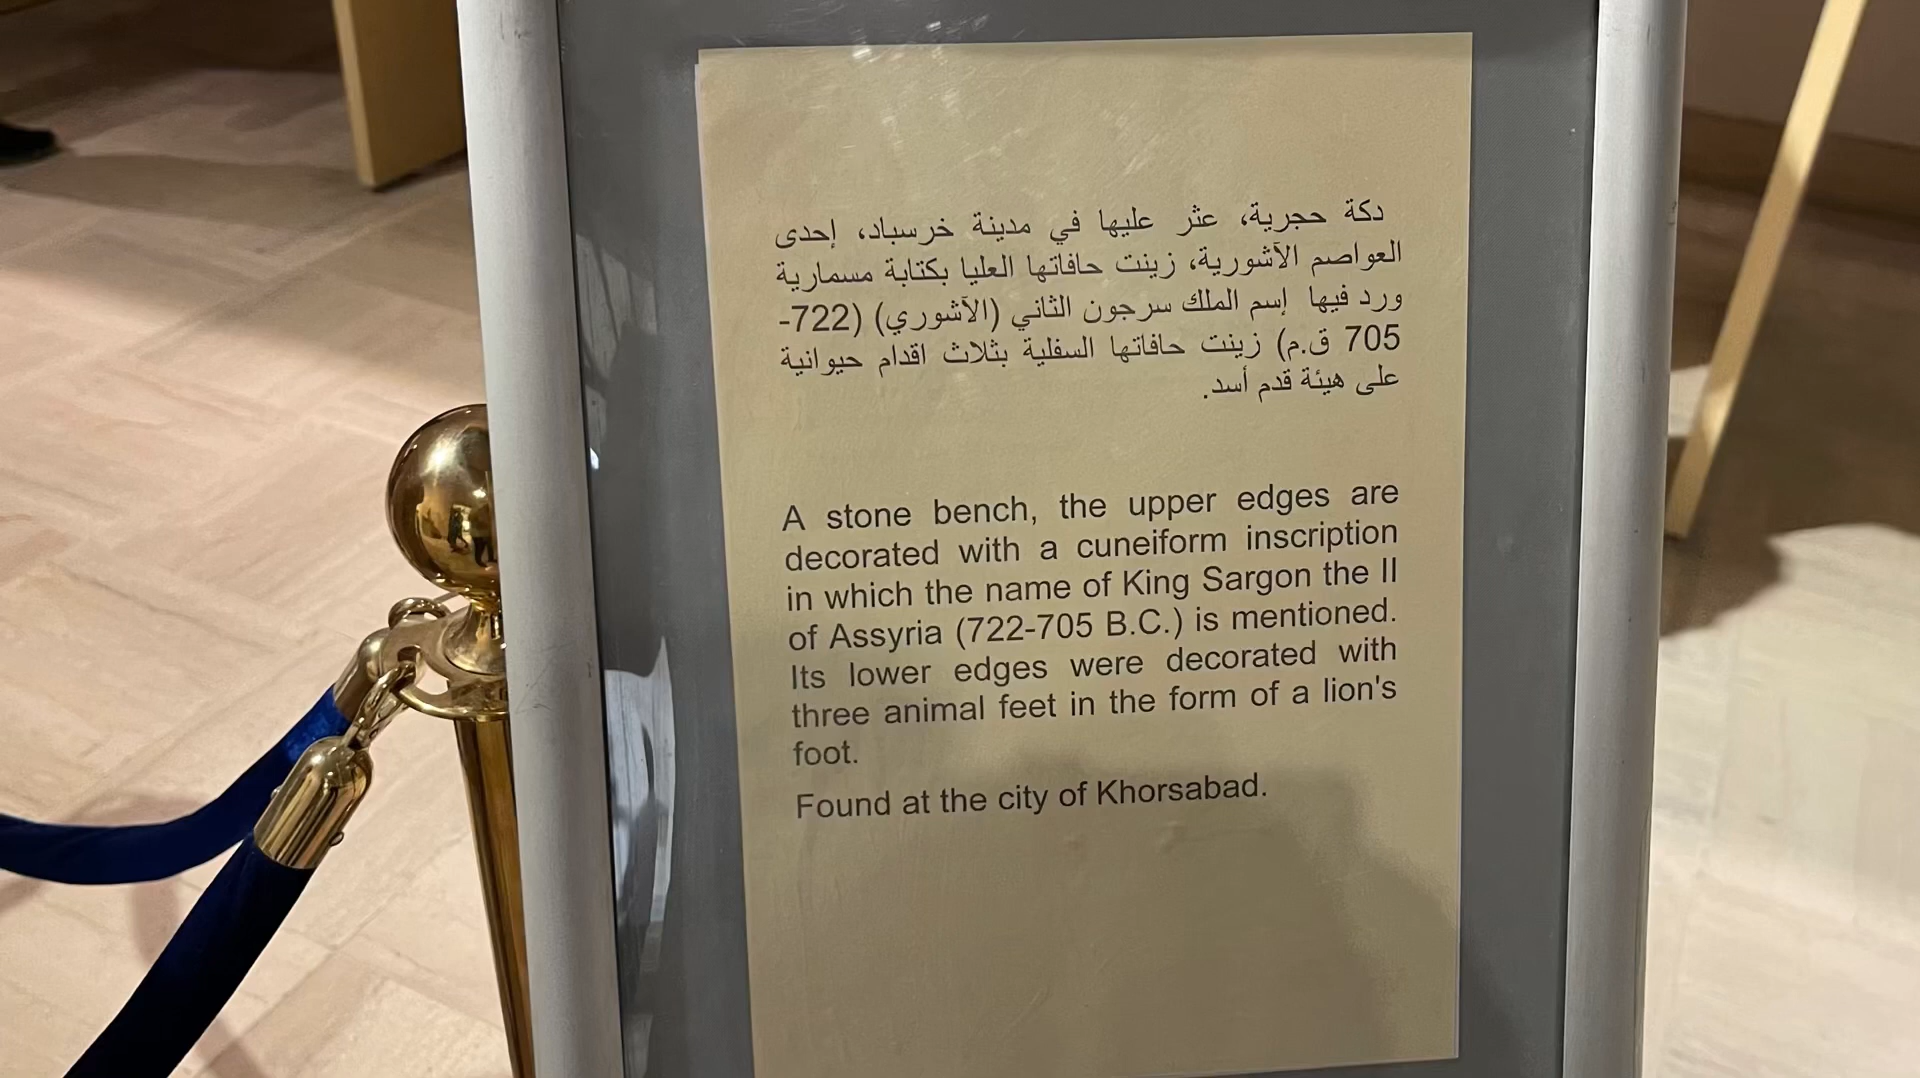 دكة حجرية، عثر عليها في مدينة خرسباد، إحدى
العواصم الآشورية، زينت حافاتها العليا بكتابة مسمارية
ورد فيها إسم الملك سرجون الثاني (الآشوري) (722-
705 ق.م) زينت حافاتها السفلية بثلاث اقدام حيوانية
على هيئة قدم أسد.
A stone bench, the upper edges are
decorated with a cuneiform inscription
in which the name of King Sargon the II
of Assyria (722-705 B.C.) is mentioned.
Its lower edges were decorated with
three animal feet in the form of a lion's
foot.
Found at the city of Khorsabad.